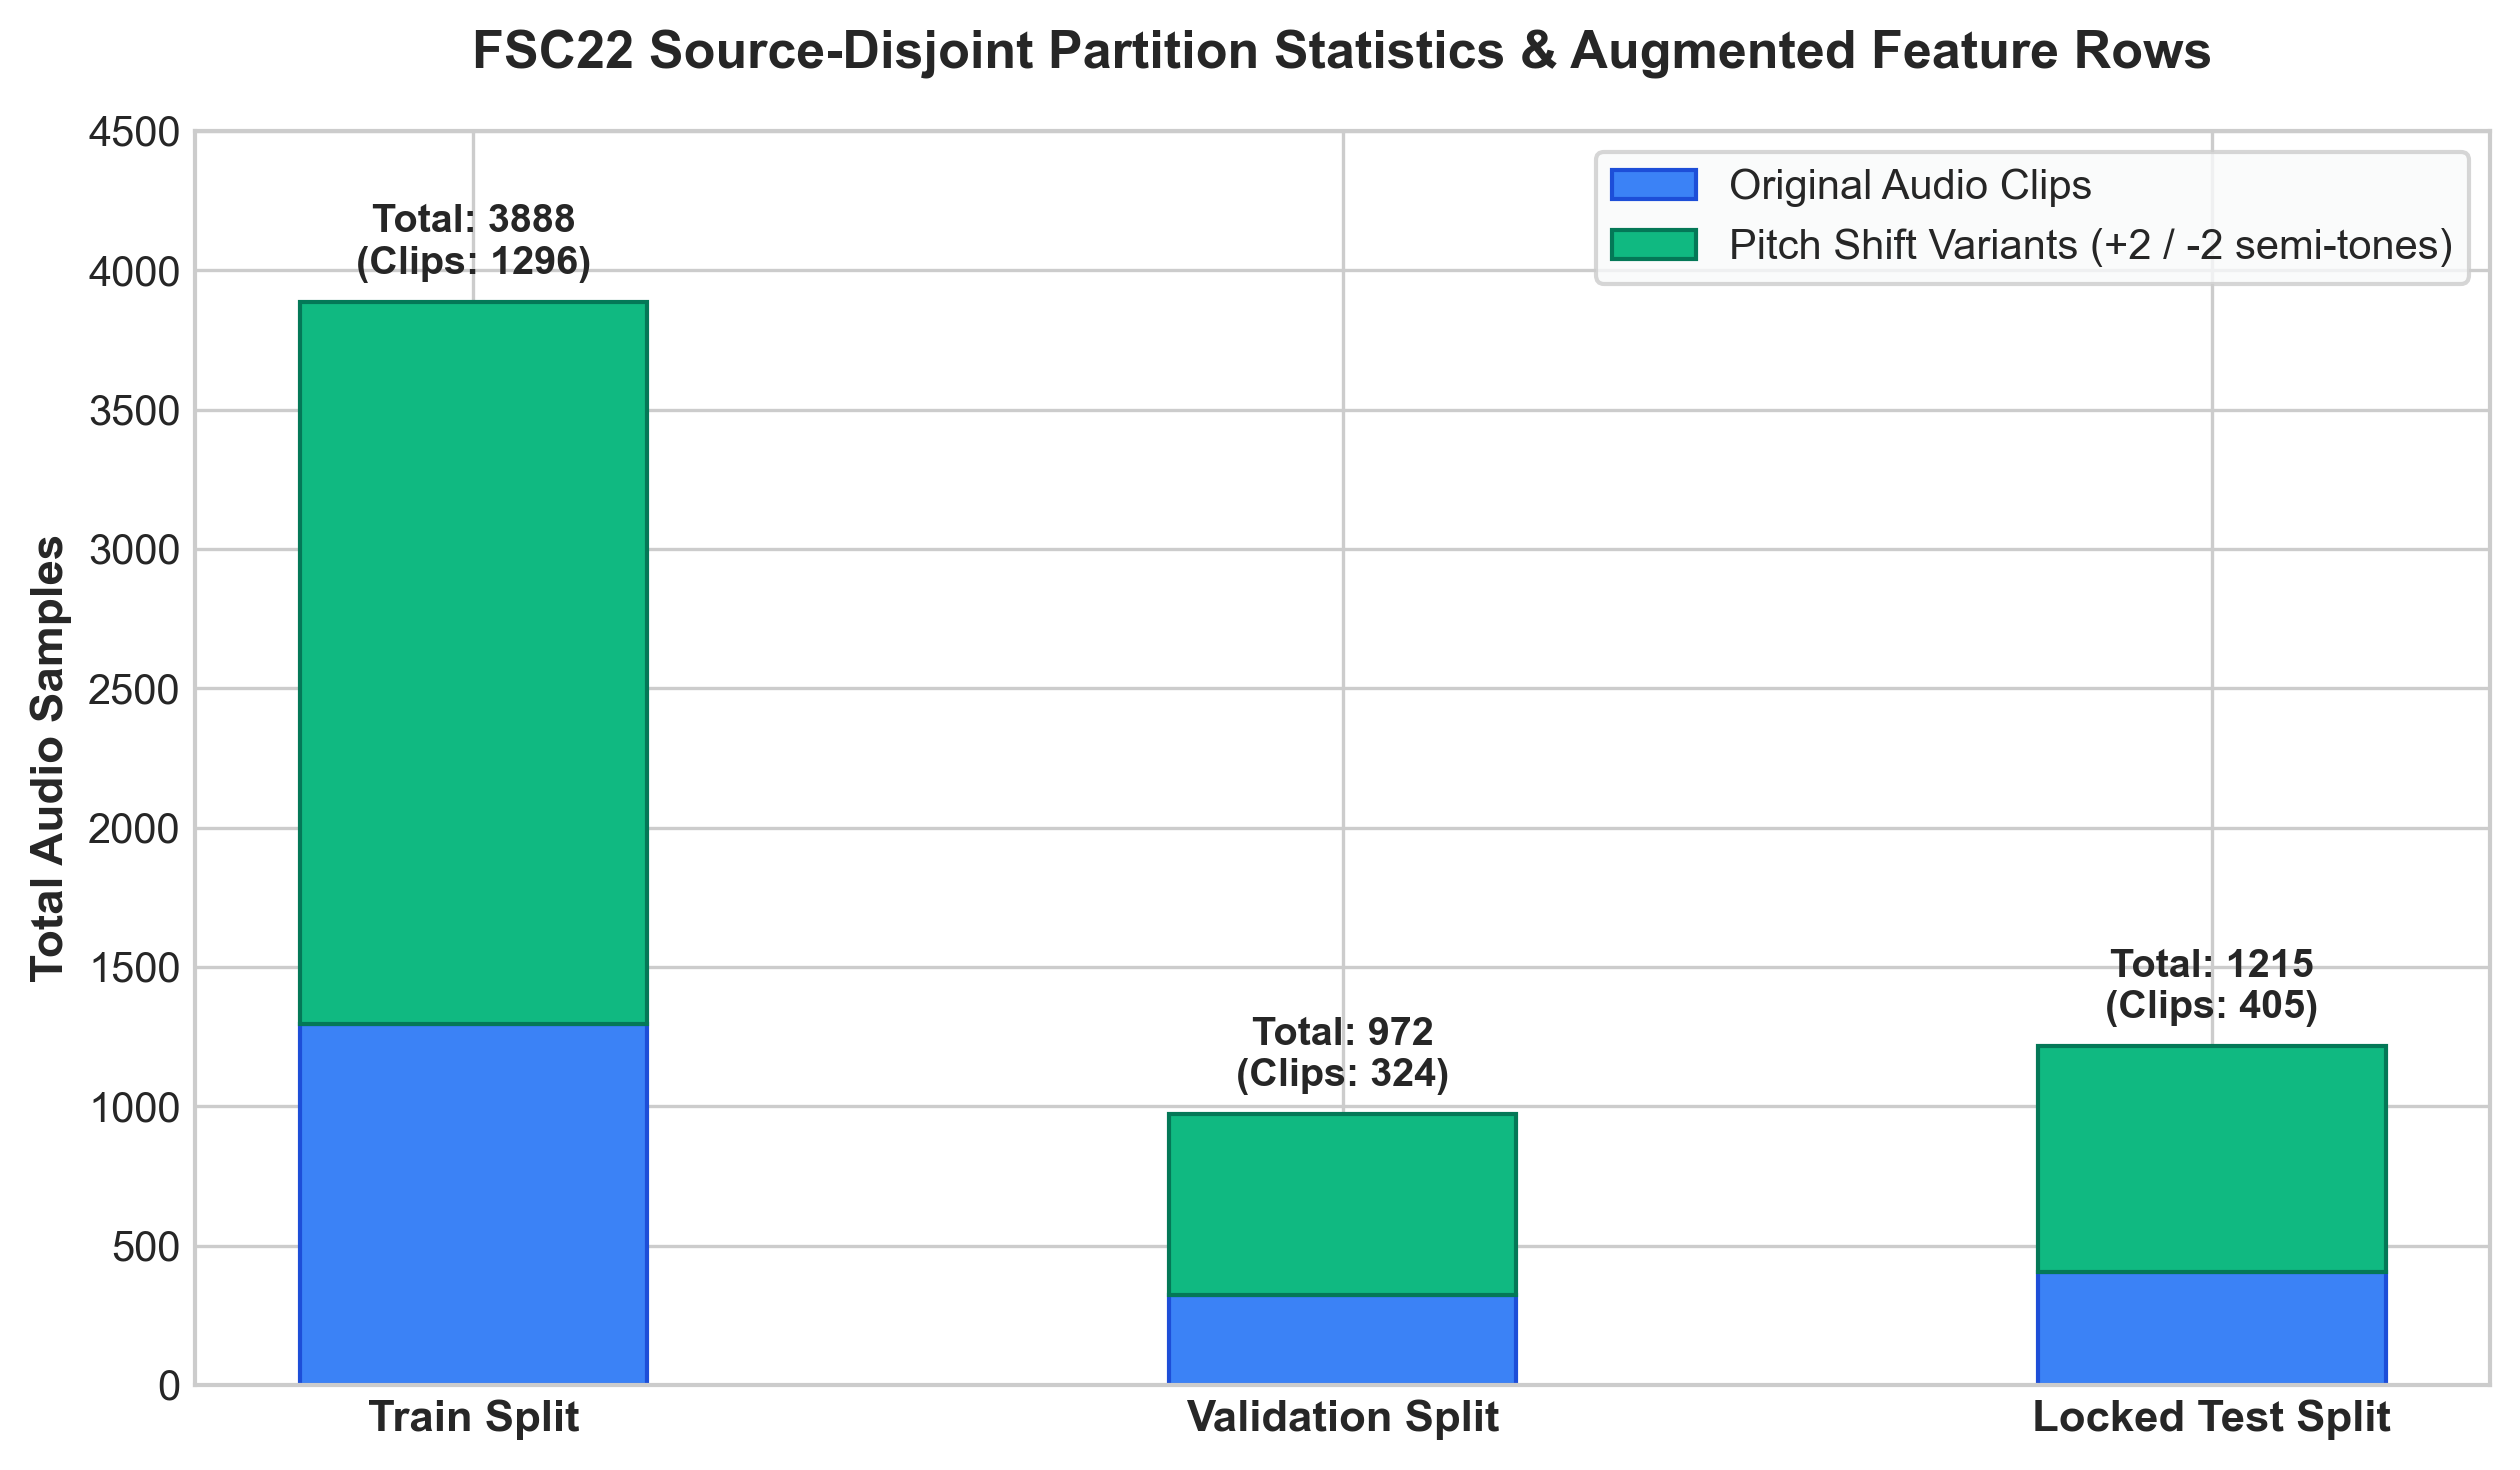 FSC22 Source-Disjoint Partition Statistics & Augmented Feature Rows
Original Audio Clips
Pitch Shift Variants (+2 / -2 semi-tones)
Total Audio Samples
4500
4000
3500
3000
2500
2000
1500
1000
500
0
Total: 3888
(Clips: 1296)
Total: 972
(Clips: 324)
Total: 1215
(Clips: 405)
Train Split
Validation Split
Locked Test Split